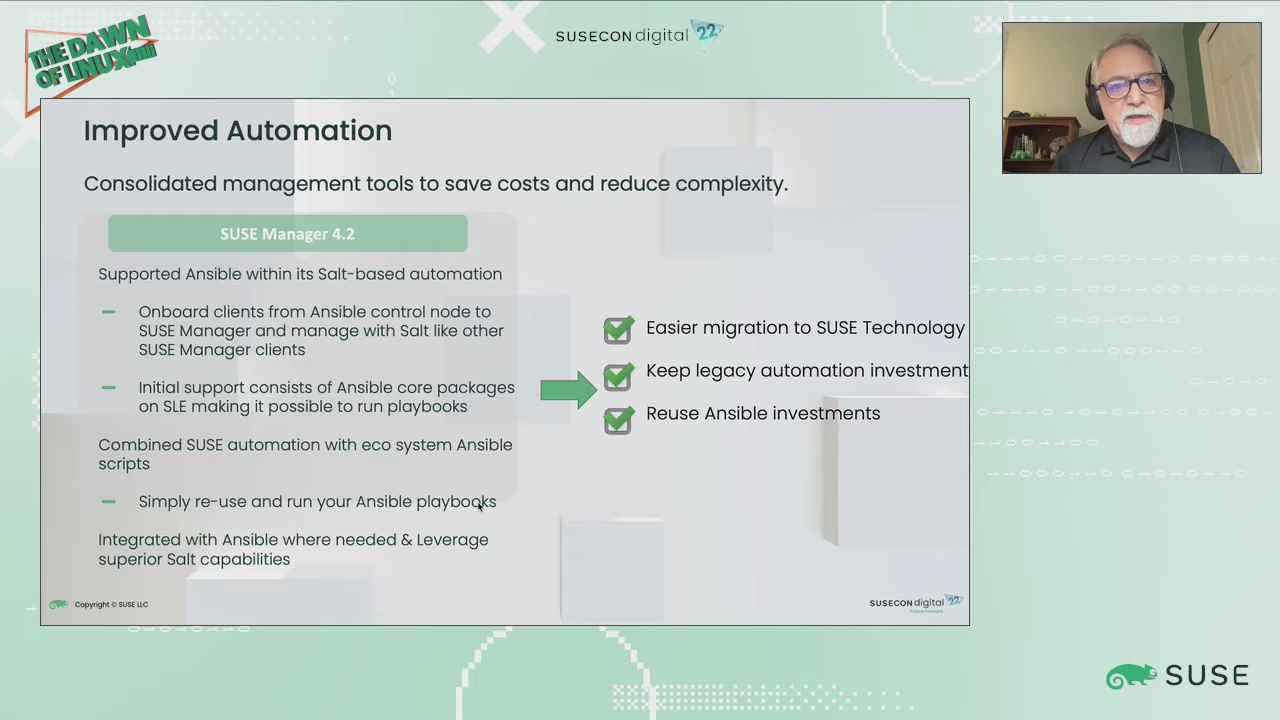 THE DAWN
OF LINUX
SUSECON digital 22
Improved Automation
Consolidated management tools to save costs and reduce complexity.
SUSE Manager 4.2
Supported Ansible within its Salt-based automation
Onboard clients from Ansible control node to
SUSE Manager and manage with Salt like other
SUSE Manager clients
Initial support consists of Ansible core packages
on SLE making it possible to run playbooks
Combined SUSE automation with eco system Ansible
scripts
Simply re-use and run your Ansible playbooks
Integrated with Ansible where needed & Leverage
superior Salt capabilities
Easier migration to SUSE Technology
Keep legacy automation investment
Reuse Ansible investments
Copyright © SUSE LLC
SUSECON digital 22
Future Forward.
SUSE